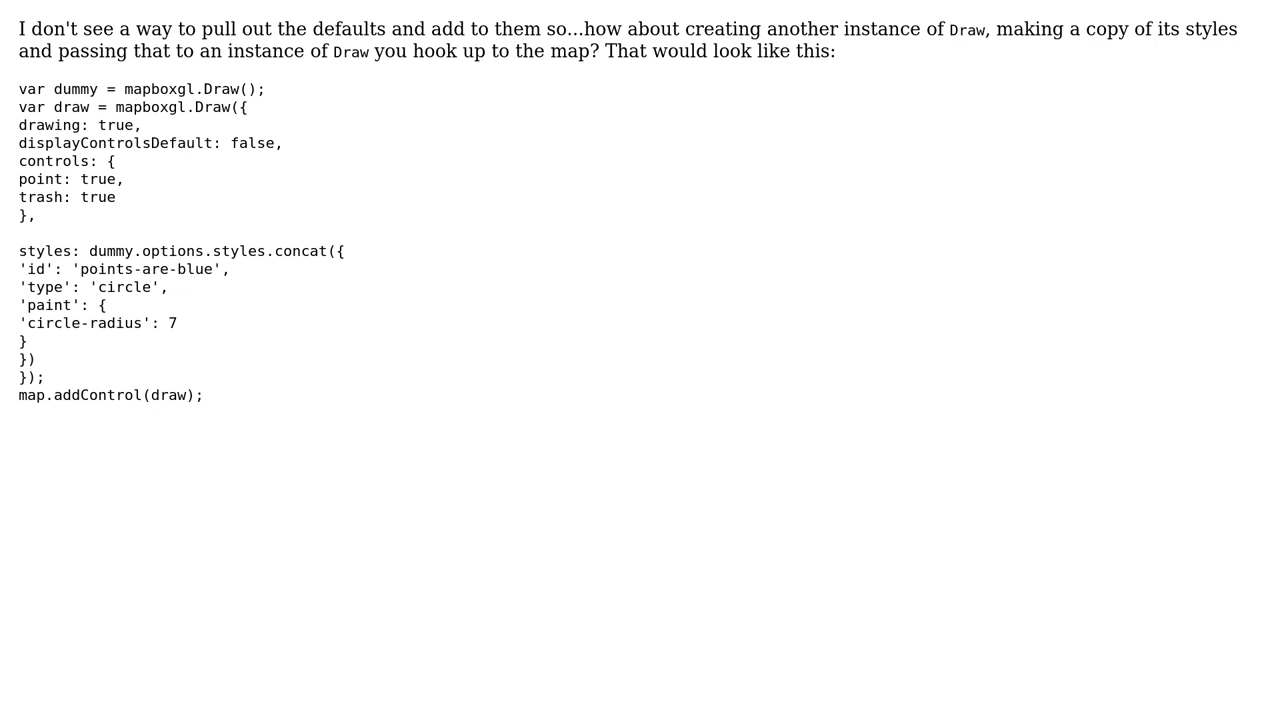 I don't see a way to pull out the defaults and add to them so...how about creating another instance of Draw, making a copy of its styles
and passing that to an instance of Draw you hook up to the map? That would look like this:
var dummy = mapboxgl.Draw();
var draw = mapboxgl.Draw({
drawing: true,
displayControlsDefault: false,
controls: {
point: true,
trash: true
},
styles: dummy.options.styles.concat({
'id': 'points-are-blue',
'type': 'circle',
'paint': {
'circle-radius': 7
}
})
});
map.addControl(draw);